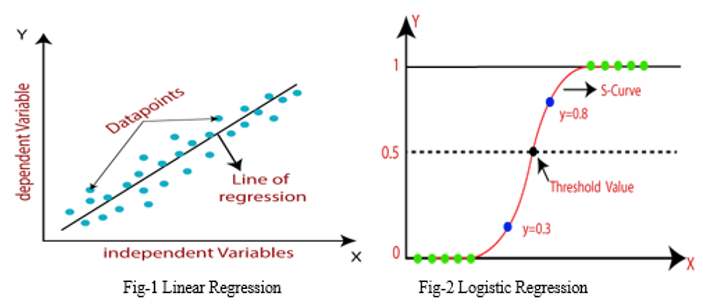 Y
dependent Variable
Datapoints
Line of
regression
independent Variables
X
Fig-1 Linear Regression
Y
1
S-Curve
y=0.8
0.5
Threshold Value
y=0.3
0
X
Fig-2 Logistic Regression